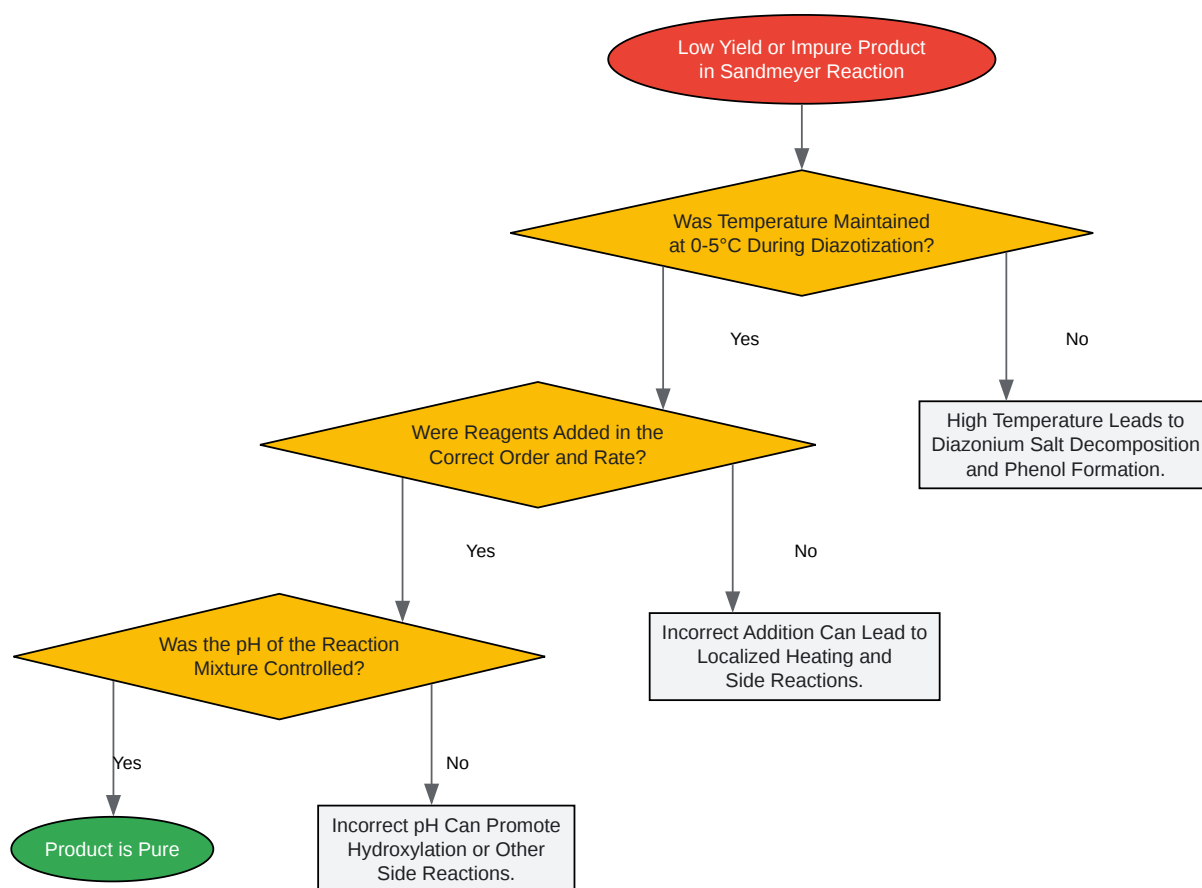 Low Yield or Impure Product
in Sandmeyer Reaction
Was Temperature Maintained
at 0-5°C During Diazotization?
Yes
No
High Temperature Leads to
Diazonium Salt Decomposition
and Phenol Formation.
Were Reagents Added in the
Correct Order and Rate?
Yes
No
Incorrect Addition Can Lead to
Localized Heating and
Side Reactions.
Was the pH of the Reaction
Mixture Controlled?
Yes
No
Product is Pure
Incorrect pH Can Promote
Hydroxylation or Other
Side Reactions.